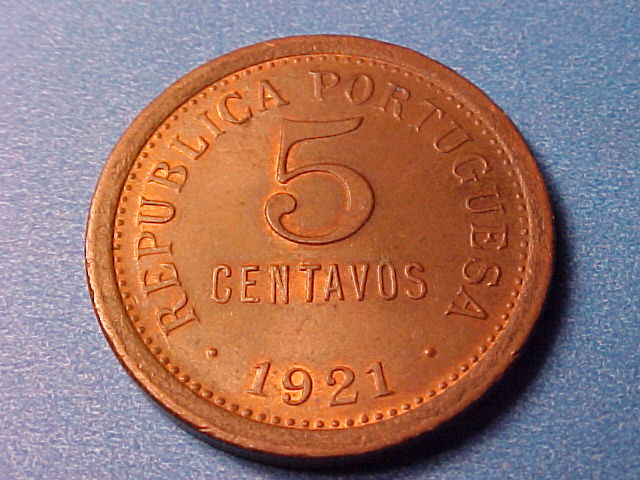 REPUBLICA PORTUGUESA
5
CENTAVOS
· 1921 ·